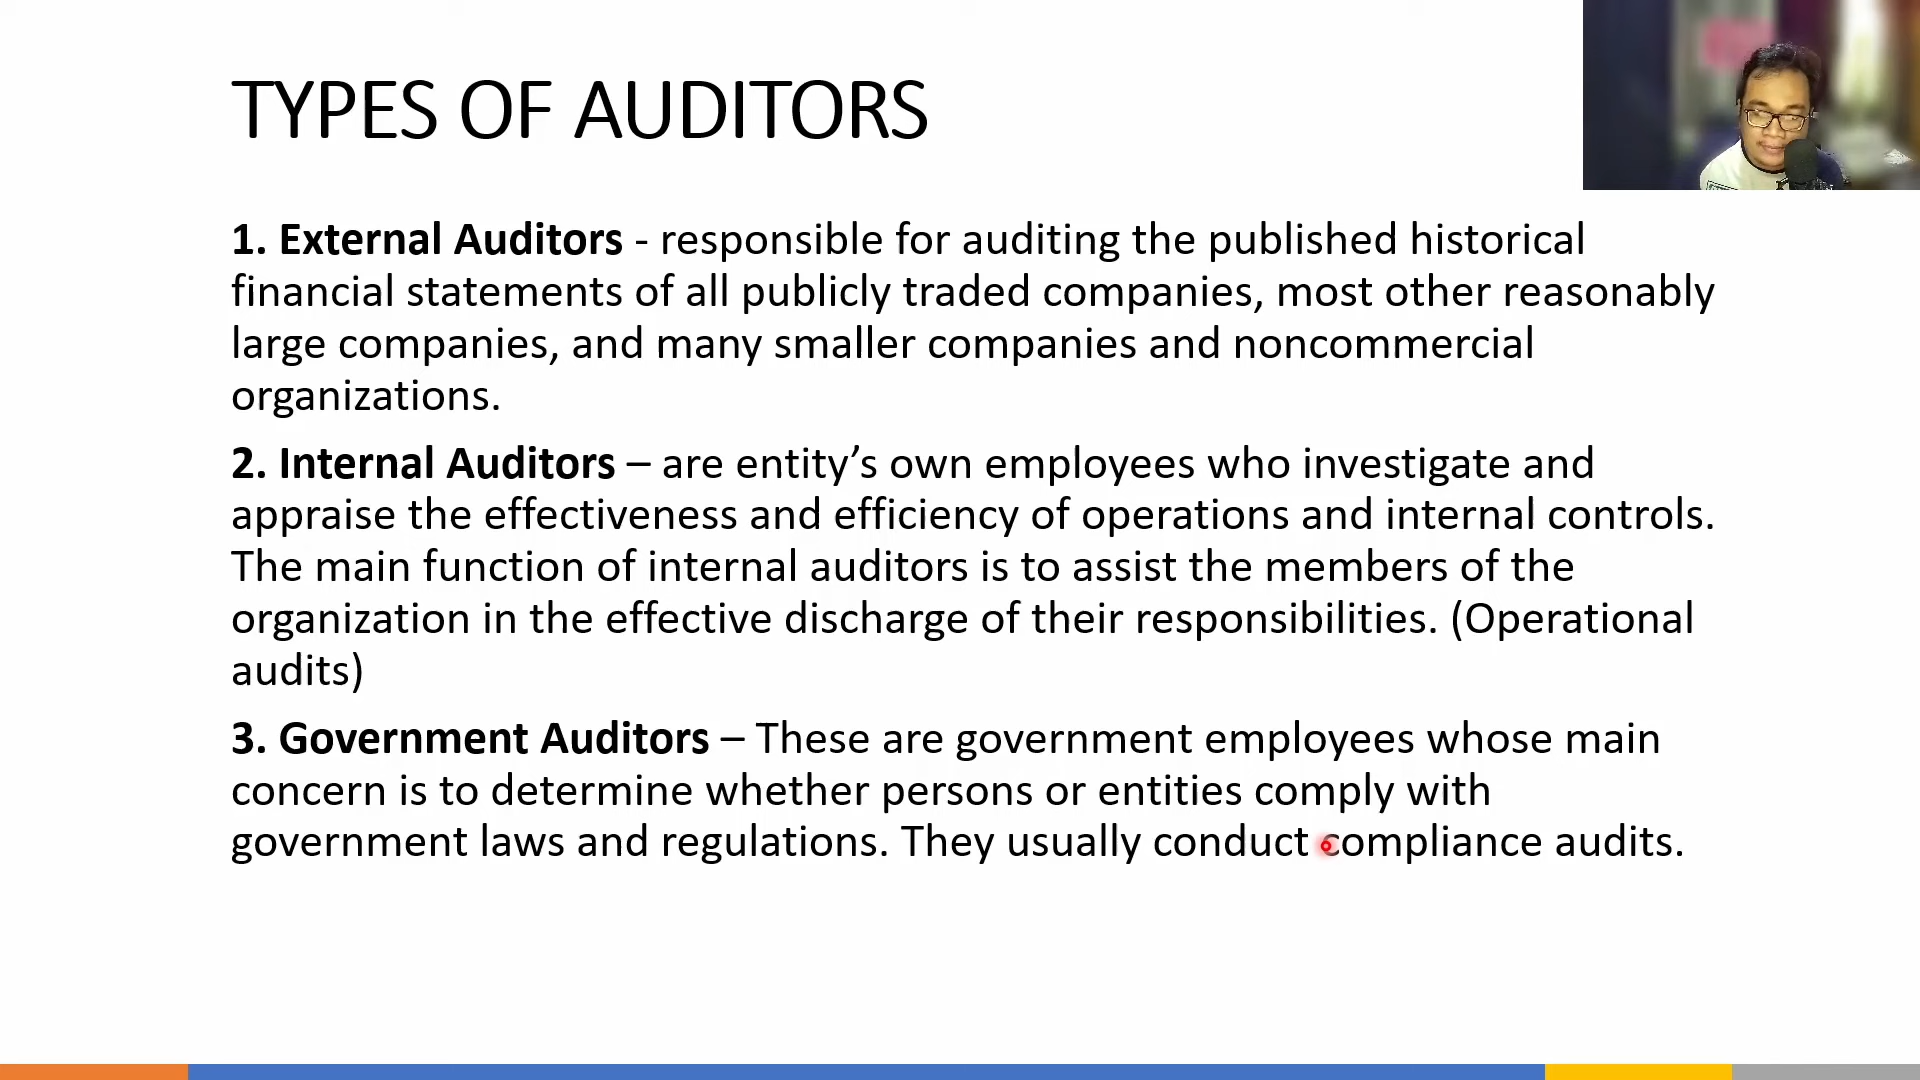 TYPES OF AUDITORS
1. External Auditors - responsible for auditing the published historical
financial statements of all publicly traded companies, most other reasonably
large companies, and many smaller companies and noncommercial
organizations.
2. Internal Auditors – are entity’s own employees who investigate and
appraise the effectiveness and efficiency of operations and internal controls.
The main function of internal auditors is to assist the members of the
organization in the effective discharge of their responsibilities. (Operational
audits)
3. Government Auditors – These are government employees whose main
concern is to determine whether persons or entities comply with
government laws and regulations. They usually conduct compliance audits.